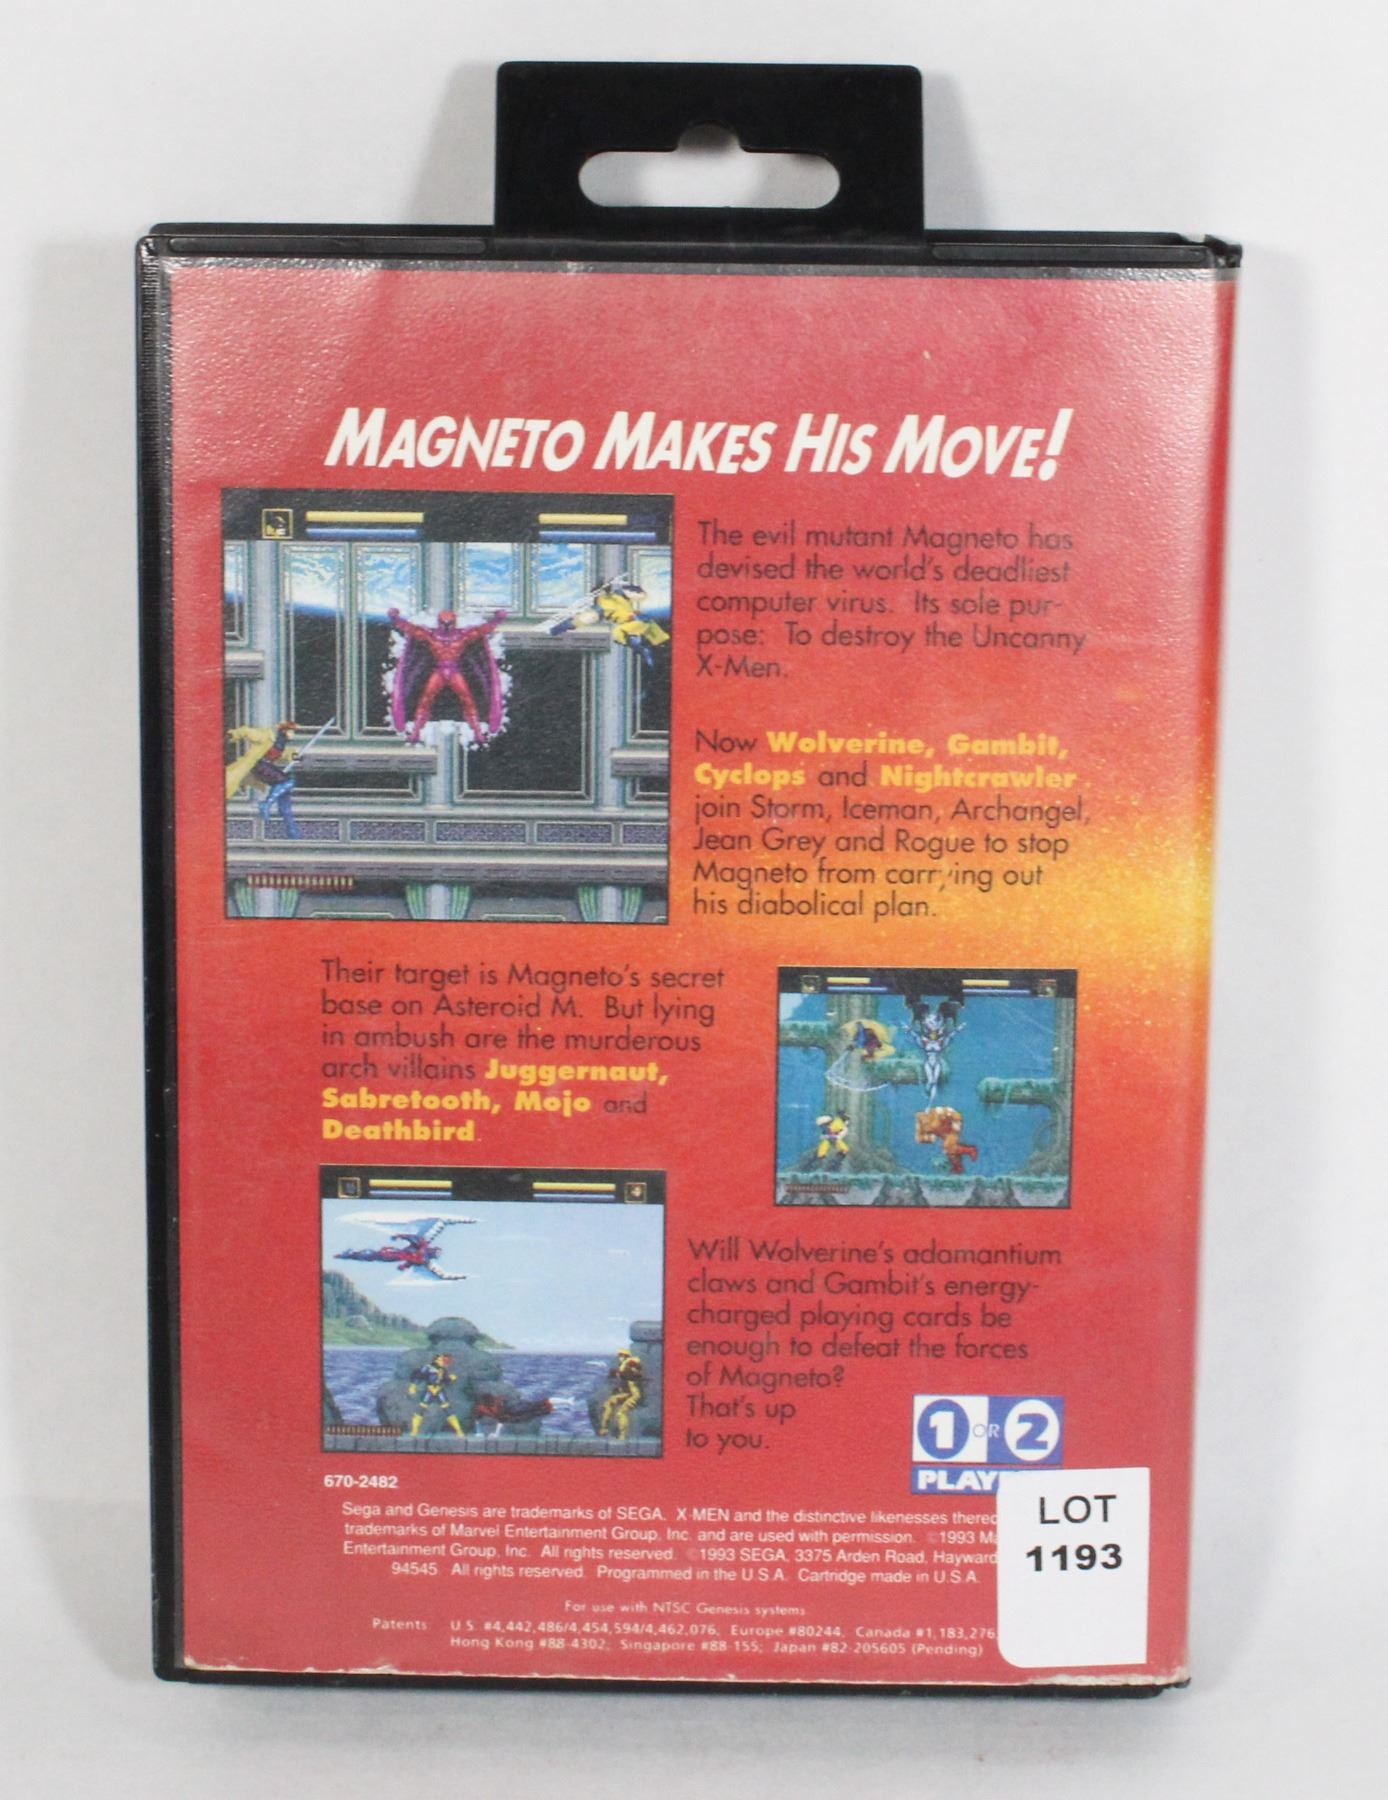 MAGNETO MAKES HIS MOVE!
The evil mutant Magneto has
devised the world's deadliest
computer virus. Its sole pur-
pose: To destroy the Uncanny
X-Men.
Now Wolverine, Gambit,
Cyclops and Nightcrawler
join Storm, Iceman, Archangel,
Jean Grey and Rogue to stop
Magneto from carrying out
his diabolical plan.
Their target is Magneto's secret
base on Asteroid M. But lying
in ambush are the murderous
arch villains Juggernaut,
Sabretooth, Mojo and
Deathbird.
Will Wolverine's adamantium
claws and Gambit's energy-
charged playing cards be
enough to defeat the forces
of Magneto?
That's up
to you.
1 OR 2
PLAY
670-2482
Sega and Genesis are trademarks of SEGA. X-MEN and the distinctive likenesses
trademarks of Marvel Entertainment Group, Inc. and are used with permission. ©1993
Entertainment Group, Inc. All rights reserved. ©1993 SEGA, 3375 Arden Road, Hayward
94545 All rights reserved. Programmed in the U.S.A. Cartridge made in U.S.A.
For use with NTSC Genesis systems.
Patents: U.S. #4,442,486/4,454,594/4,462,076, Europe #80244, Canada #1,183,276,
Hong Kong #88-4302; Singapore #88-155; Japan #82-205605 (Pending)
LOT
1193